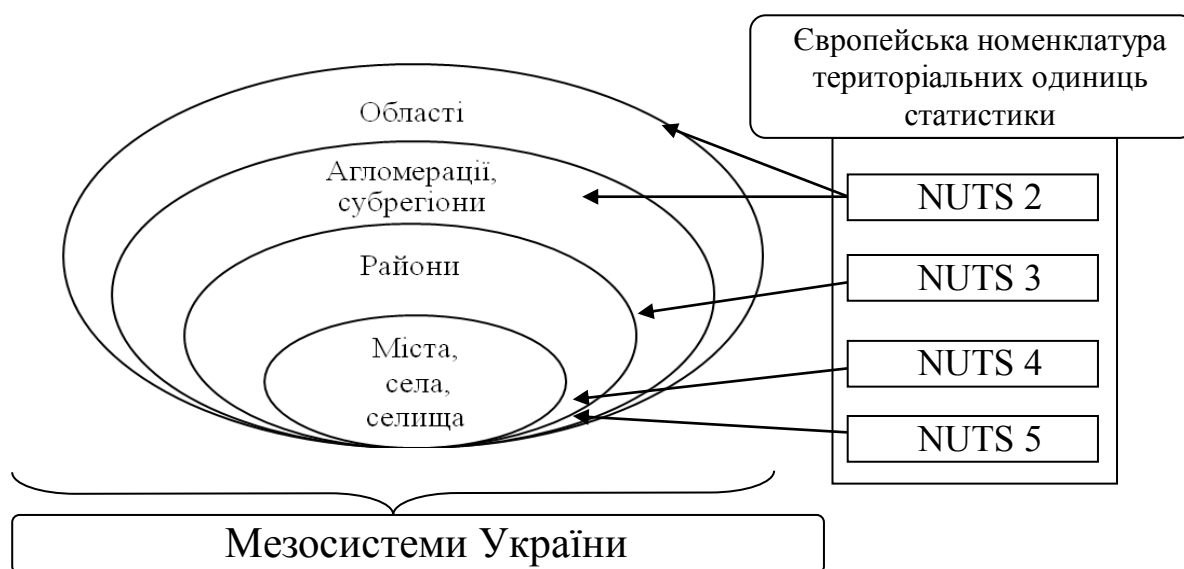 Європейська номенклатура
територіальних одиниць
статистики
Області
Агломерації,
субрегіони
Райони
Міста,
села,
селища
NUTS 2
NUTS 3
NUTS 4
NUTS 5
Мезосистеми України